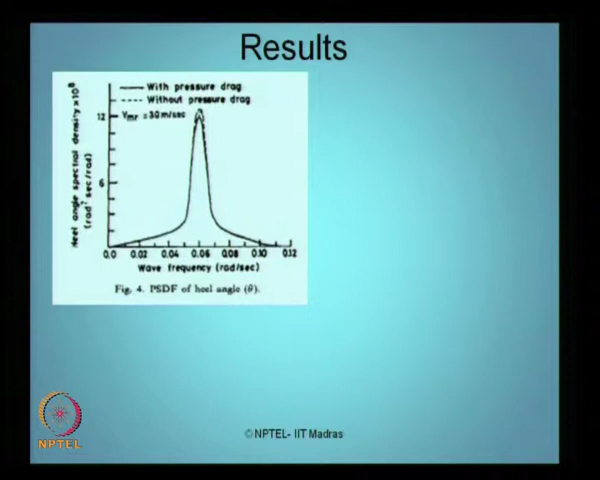 Results
With pressure drag
Without pressure drag
Vmr = 30 m/sec
Heel angle spectral density x 10⁸
(rad² sec/rad)
12
6
0.0 0.02 0.04 0.06 0.08 0.10 0.12
Wave frequency (rad/sec)
Fig. 4. PSDF of heel angle (θ).
NPTEL
©NPTEL- IIT Madras